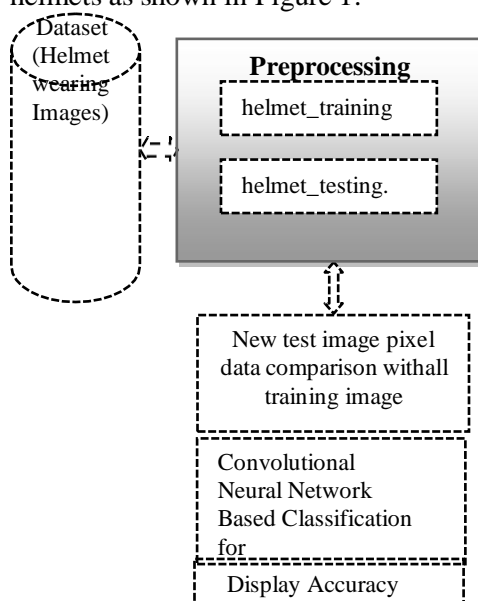 helmets as shown in Figure 1.
Dataset
(Helmet
wearing
Images)
Preprocessing
helmet_training
helmet_testing.
New test image pixel
data comparison withall
training image
Convolutional
Neural Network
Based Classification
for
Display Accuracy